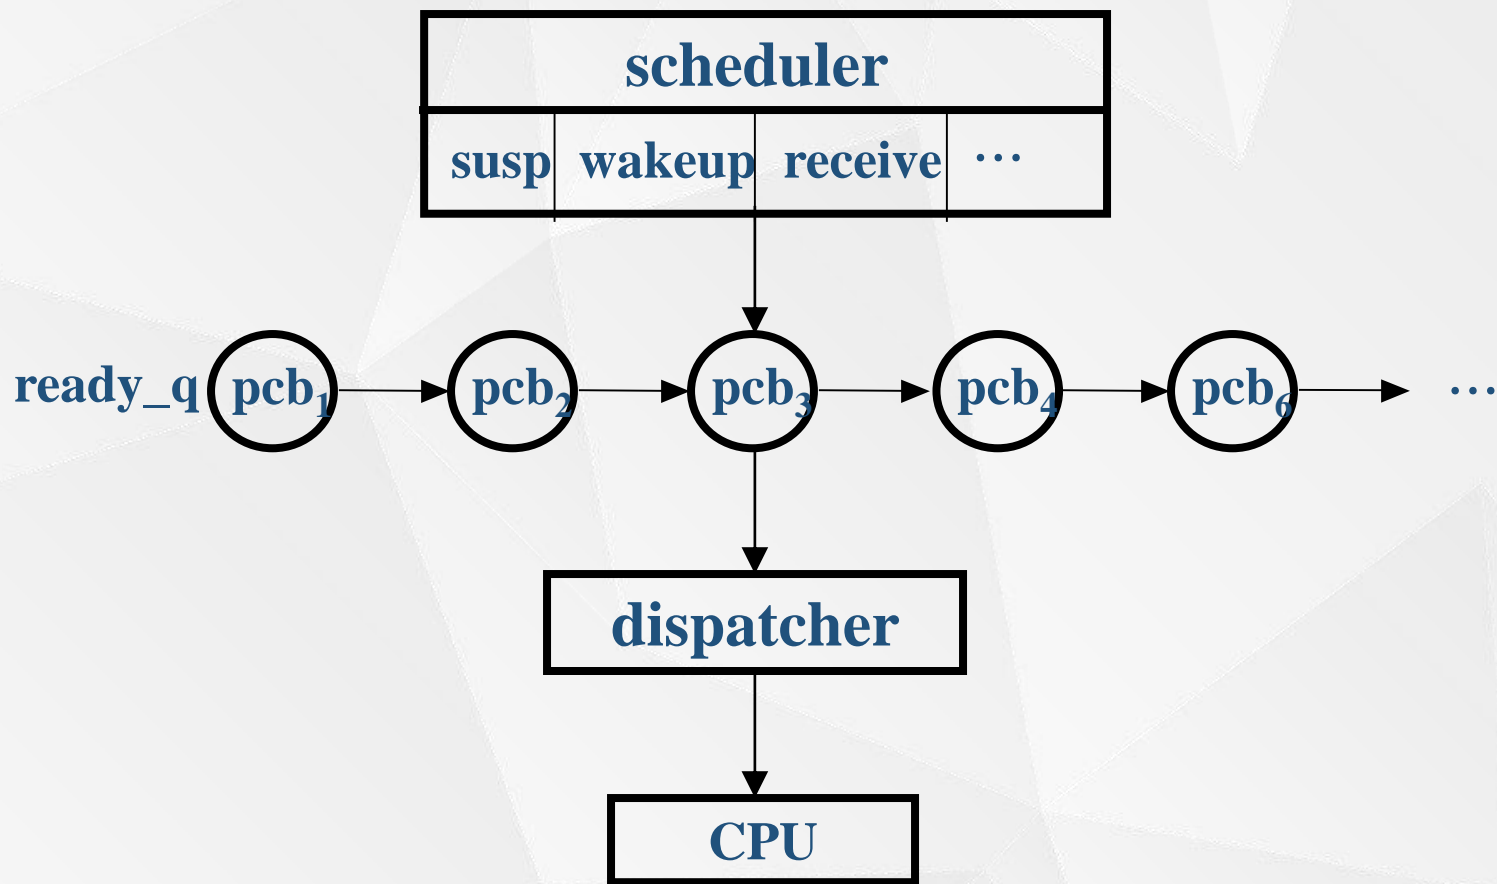 scheduler
susp wakeup receive ···
ready_q pcb₁ pcb₂ pcb₃ pcb₄ pcb₆ ···
dispatcher
CPU